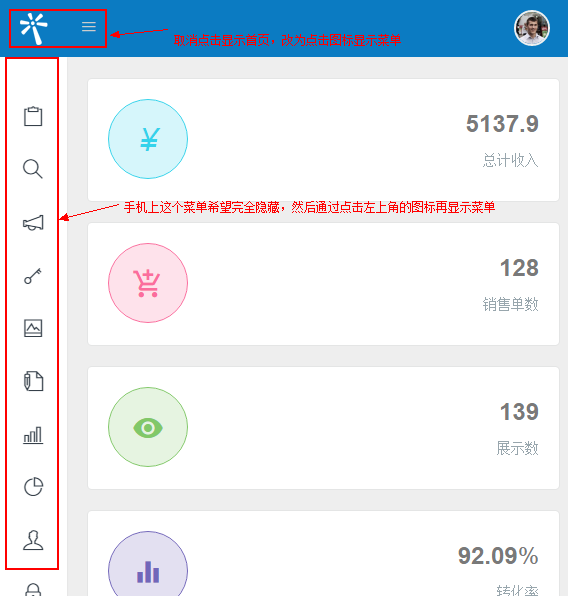 取消点击显示首页，改为点击图标显示菜单
5137.9
总计收入
手机上这个菜单希望完全隐藏，然后通过点击左上角的图标再显示菜单
128
销售单数
139
展示数
92.09%
转化率